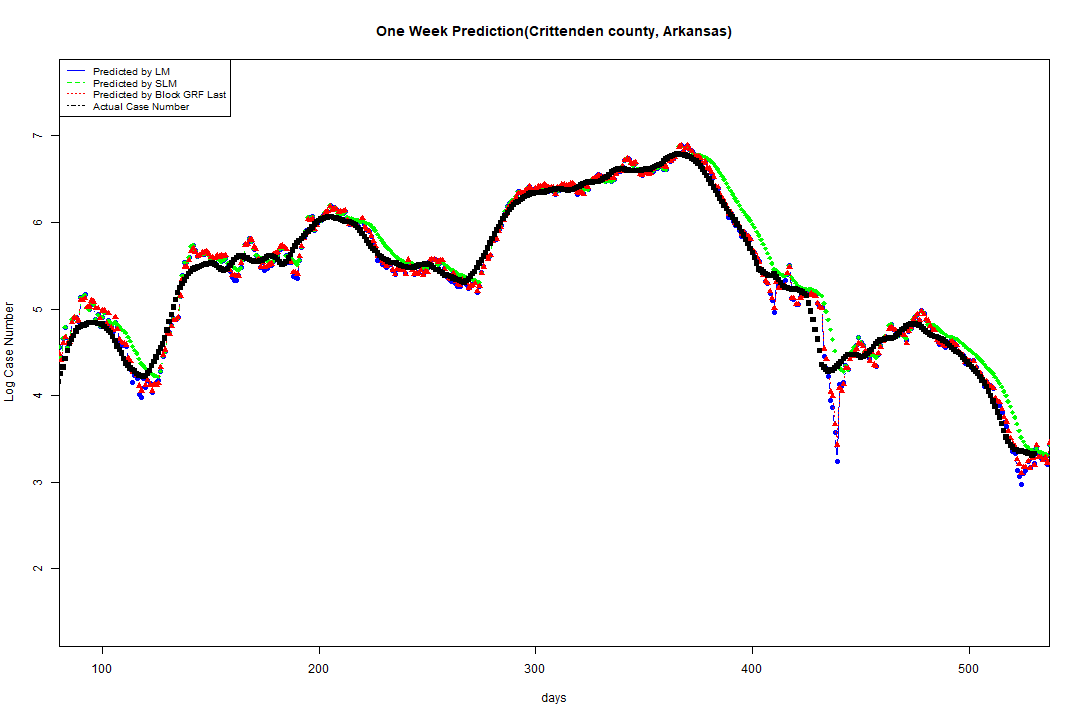 One Week Prediction(Crittenden county, Arkansas)
Predicted by LM
Predicted by SLM
Predicted by Block GRF Last
Actual Case Number
7
6
5
4
3
2
Log Case Number
100 200 300 400 500
days